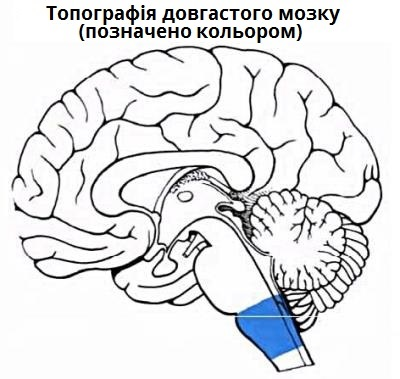 Топографія довгастого мозку
(позначено кольором)